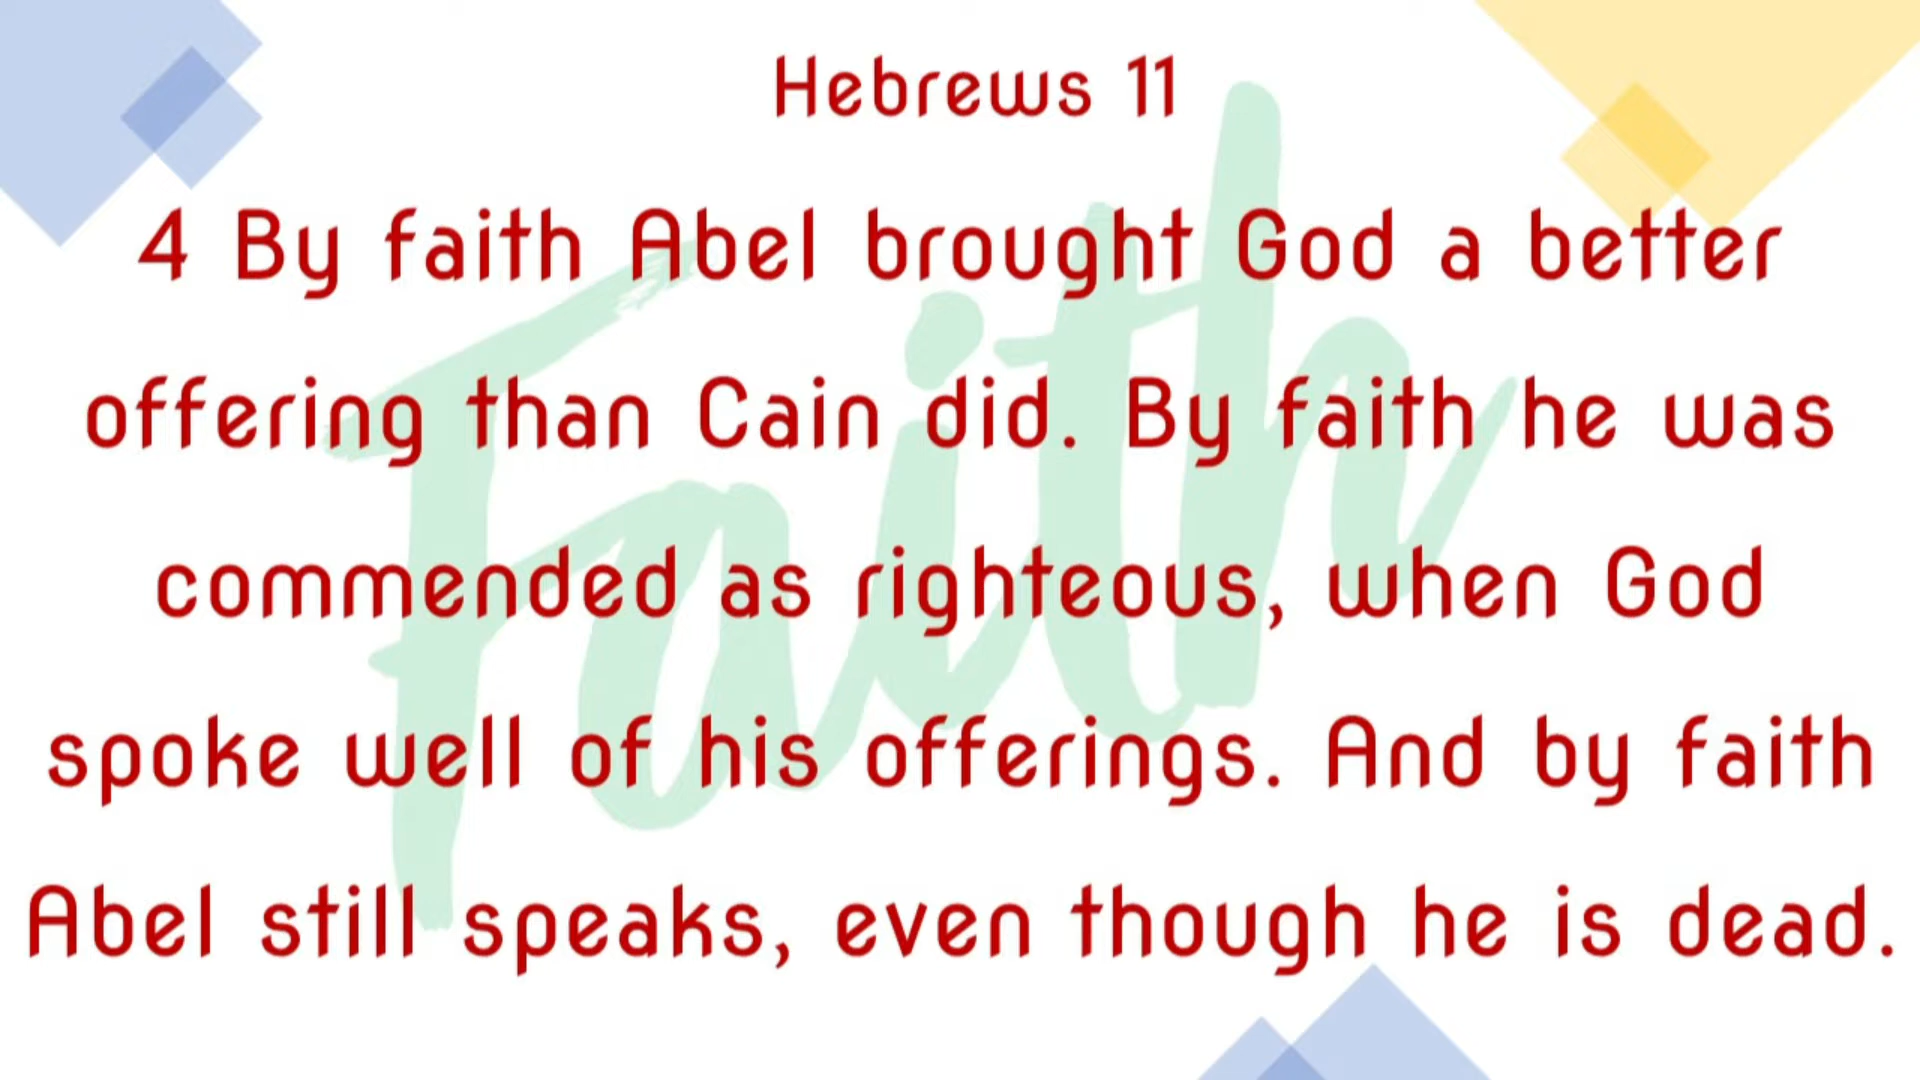 Hebrews 11
Faith
4 By faith Abel brought God a better
offering than Cain did. By faith he was
commended as righteous, when God
spoke well of his offerings. And by faith
Abel still speaks, even though he is dead.